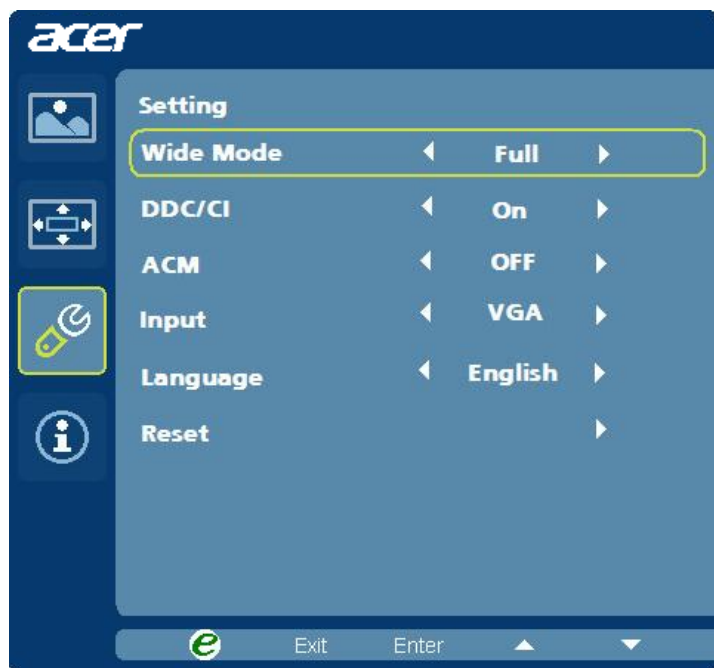 acer
Setting
Wide Mode Full
DDC/CI On
ACM OFF
Input VGA
Language English
Reset
e Exit Enter